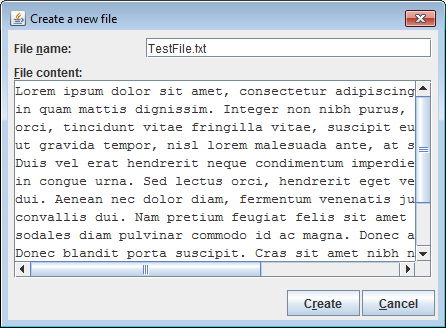 Create a new file
File name:
TestFile.txt
File content:
Lorem ipsum dolor sit amet, consectetur adipiscing
in quam mattis dignissim. Integer non nibh purus,
orci, tincidunt vitae fringilla vitae, suscipit eu
ut gravida tempor, nisl lorem malesuada ante, at s
Duis vel erat hendrerit neque condimentum imperdie
in congue urna. Sed lectus orci, hendrerit eget ve
dui. Aenean nec dolor diam, fermentum venenatis ju
convallis dui. Nam pretium feugiat felis sit amet
sodales diam pulvinar commodo id ac magna. Donec a
Donec blandit porta suscipit. Cras sit amet nibh n
Create Cancel